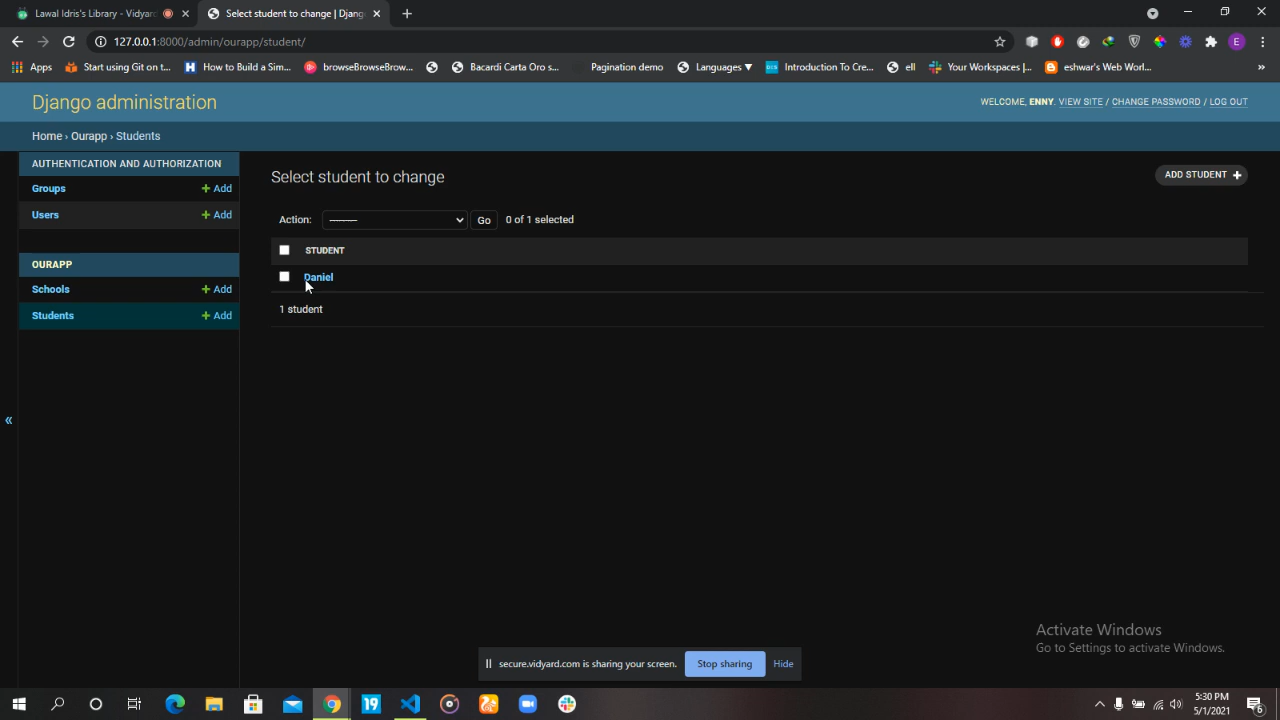 Lawal Idris's Library - Vidyar
Select student to change | Djang
127.0.0.1:8000/admin/ourapp/student/
Apps
Start using Git on t...
How to Build a Sim...
browseBrowseBrow...
Bacardi Carta Oro s...
Pagination demo
Languages ▼
Introduction To Cre...
ell
Your Workspaces |...
eshwar's Web Worl...
»
Django administration
WELCOME, ENNY. VIEW SITE / CHANGE PASSWORD / LOG OUT
Home › Ourapp › Students
AUTHENTICATION AND AUTHORIZATION
Groups + Add
Users + Add
OURAPP
Schools + Add
Students + Add
«
Select student to change
ADD STUDENT +
Action: --------- Go 0 of 1 selected
STUDENT
Daniel
1 student
Activate Windows
Go to Settings to activate Windows.
secure.vidyard.com is sharing your screen. Stop sharing Hide
19
5:30 PM
5/1/2021
6